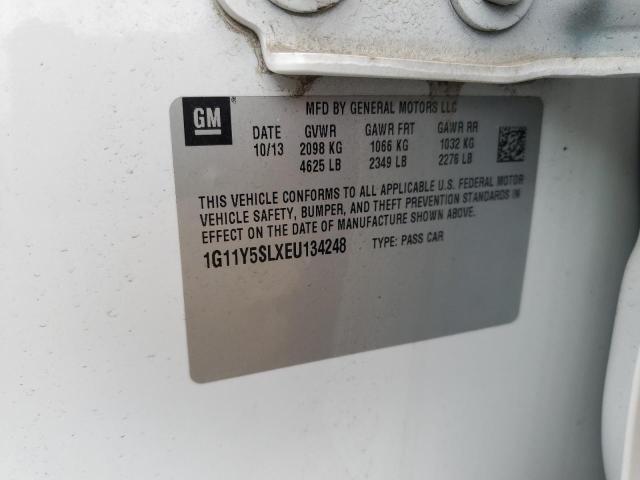 GM
MFD BY GENERAL MOTORS LLC
DATE GVWR GAWR FRT GAWR RR
10/13 2098 KG 1066 KG 1032 KG
4625 LB 2349 LB 2276 LB
THIS VEHICLE CONFORMS TO ALL APPLICABLE U.S. FEDERAL MOTOR
VEHICLE SAFETY, BUMPER, AND THEFT PREVENTION STANDARDS IN
EFFECT ON THE DATE OF MANUFACTURE SHOWN ABOVE.
1G11Y5SLXEU134248 TYPE: PASS CAR